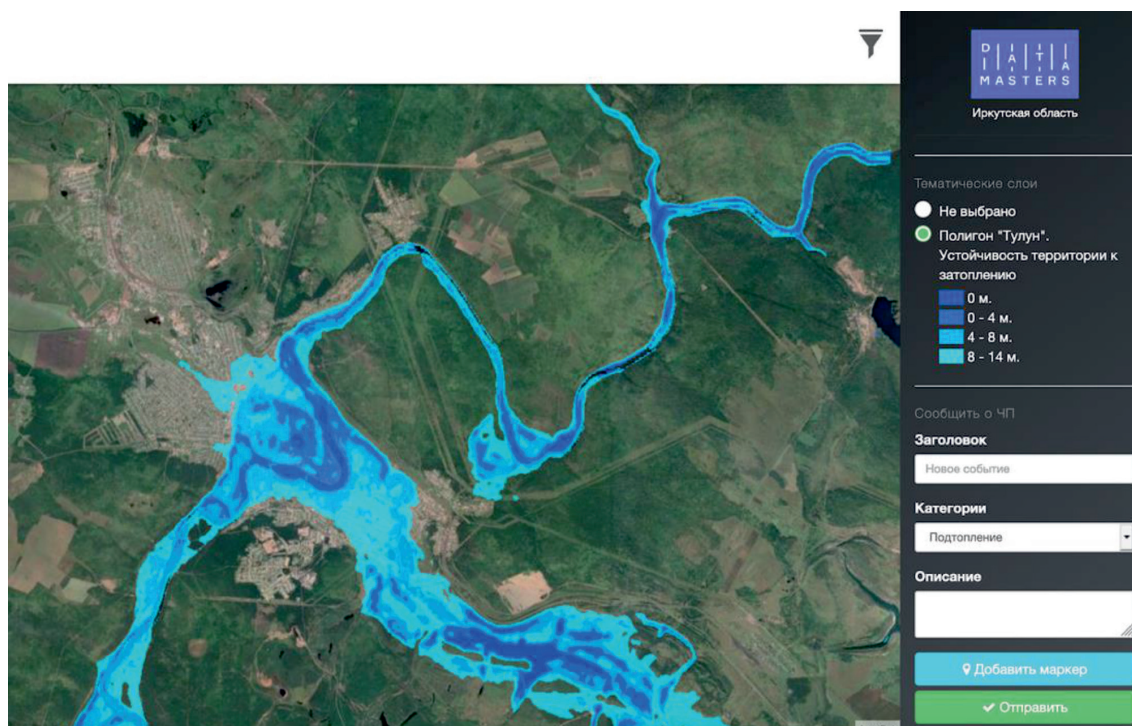 DATA
MASTERS
Иркутская область
Тематические слои
Не выбрано
Полигон "Тулун".
Устойчивость территории к
затоплению
0 м.
0 - 4 м.
4 - 8 м.
8 - 14 м.
Сообщить о ЧП
Заголовок
Новое событие
Категории
Подтопление
Описание
Добавить маркер
Отправить